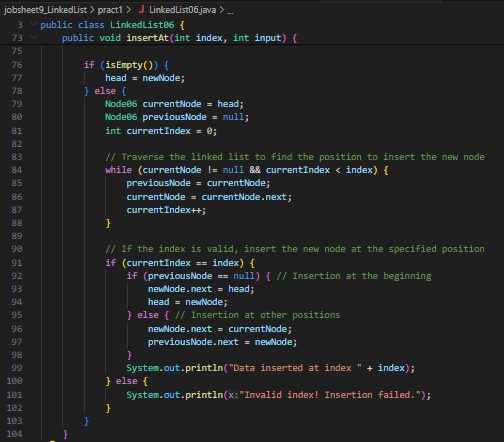 jobsheet9_LinkedList > pract1 > J LinkedList06.java > ...
3 public class LinkedList06 {
73 public void insertAt(int index, int input) {
75
76 if (isEmpty()) {
77 head = newNode;
78 } else {
79 Node06 currentNode = head;
80 Node06 previousNode = null;
81 int currentIndex = 0;
82
83 // Traverse the linked list to find the position to insert the new node
84 while (currentNode != null && currentIndex < index) {
85 previousNode = currentNode;
86 currentNode = currentNode.next;
87 currentIndex++;
88 }
89
90 // If the index is valid, insert the new node at the specified position
91 if (currentIndex == index) {
92 if (previousNode == null) { // Insertion at the beginning
93 newNode.next = head;
94 head = newNode;
95 } else { // Insertion at other positions
96 newNode.next = currentNode;
97 previousNode.next = newNode;
98 }
99 System.out.println("Data inserted at index " + index);
100 } else {
101 System.out.println(x:"Invalid index! Insertion failed.");
102 }
103 }
104 }